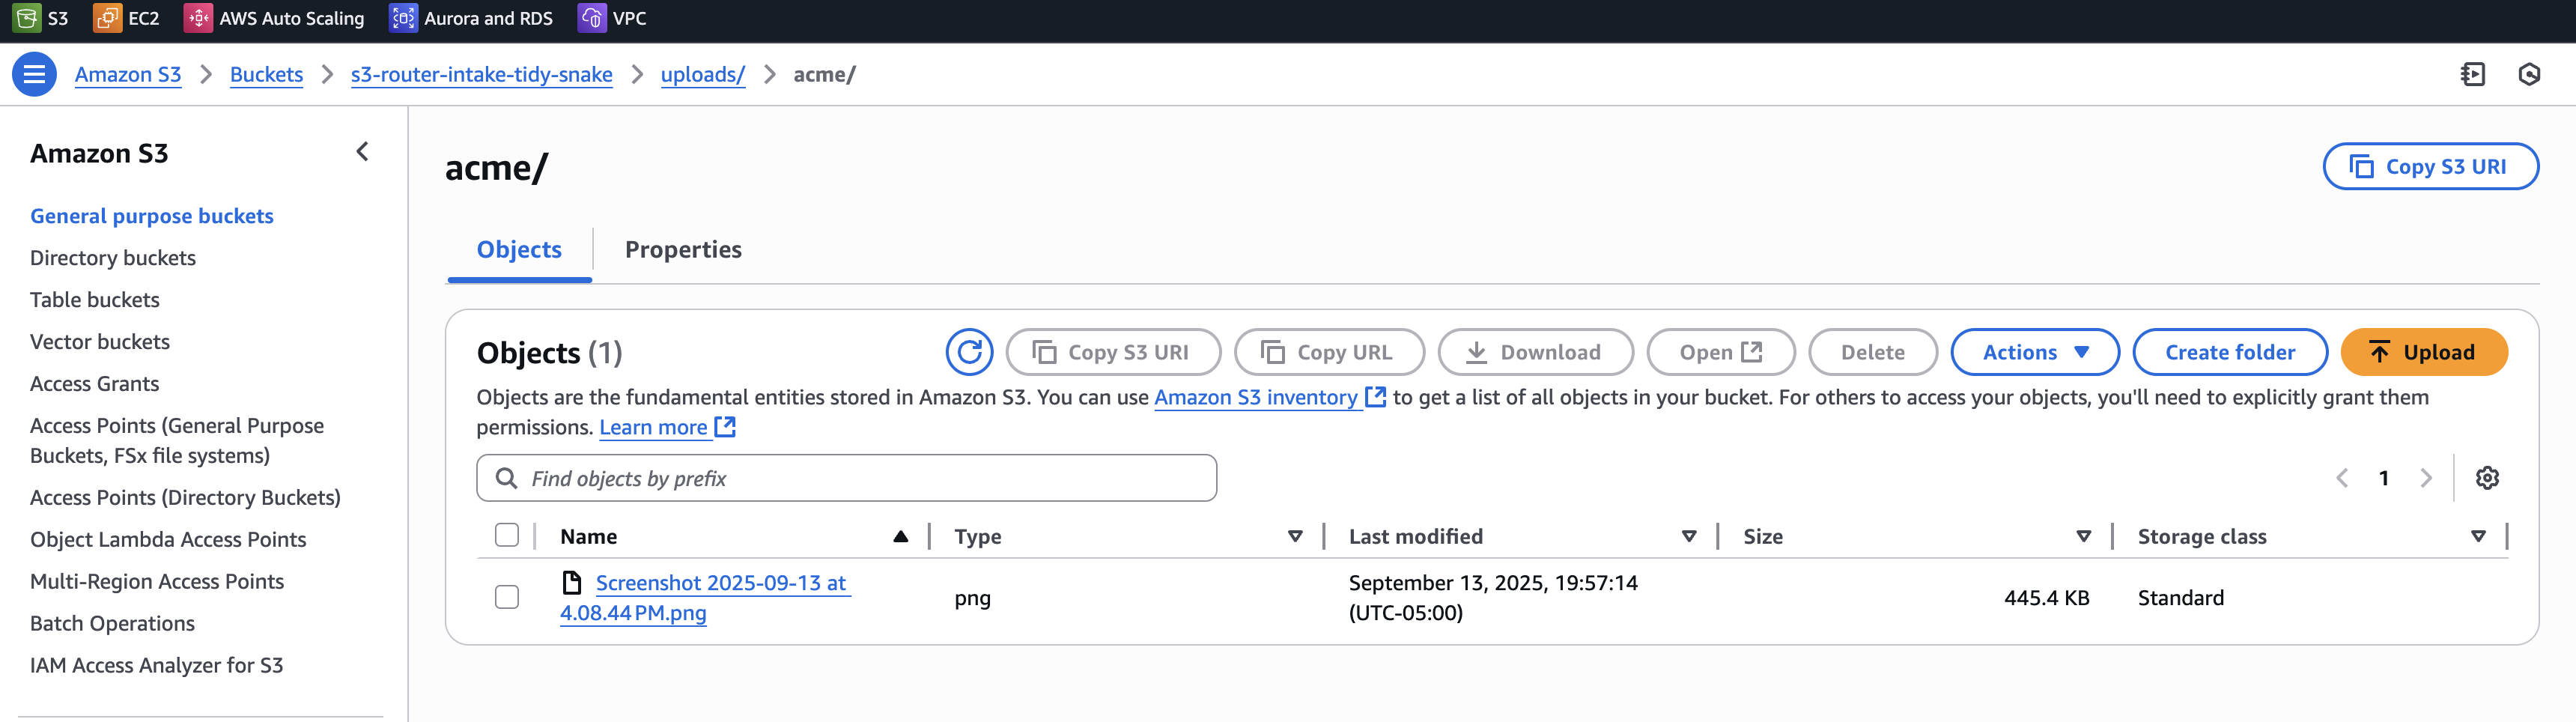 S3 EC2 AWS Auto Scaling Aurora and RDS VPC
Amazon S3 > Buckets > s3-router-intake-tidy-snake > uploads/ > acme/
Amazon S3
General purpose buckets
Directory buckets
Table buckets
Vector buckets
Access Grants
Access Points (General Purpose
Buckets, FSx file systems)
Access Points (Directory Buckets)
Object Lambda Access Points
Multi-Region Access Points
Batch Operations
IAM Access Analyzer for S3
acme/
Copy S3 URI
Objects Properties
Objects (1)
Copy S3 URI Copy URL Download Open Delete Actions Create folder Upload
Objects are the fundamental entities stored in Amazon S3. You can use Amazon S3 inventory to get a list of all objects in your bucket. For others to access your objects, you'll need to explicitly grant them
permissions. Learn more
Find objects by prefix
1
Name Type Last modified Size Storage class
Screenshot 2025-09-13 at
4.08.44 PM.png
png
September 13, 2025, 19:57:14
(UTC-05:00)
445.4 KB
Standard